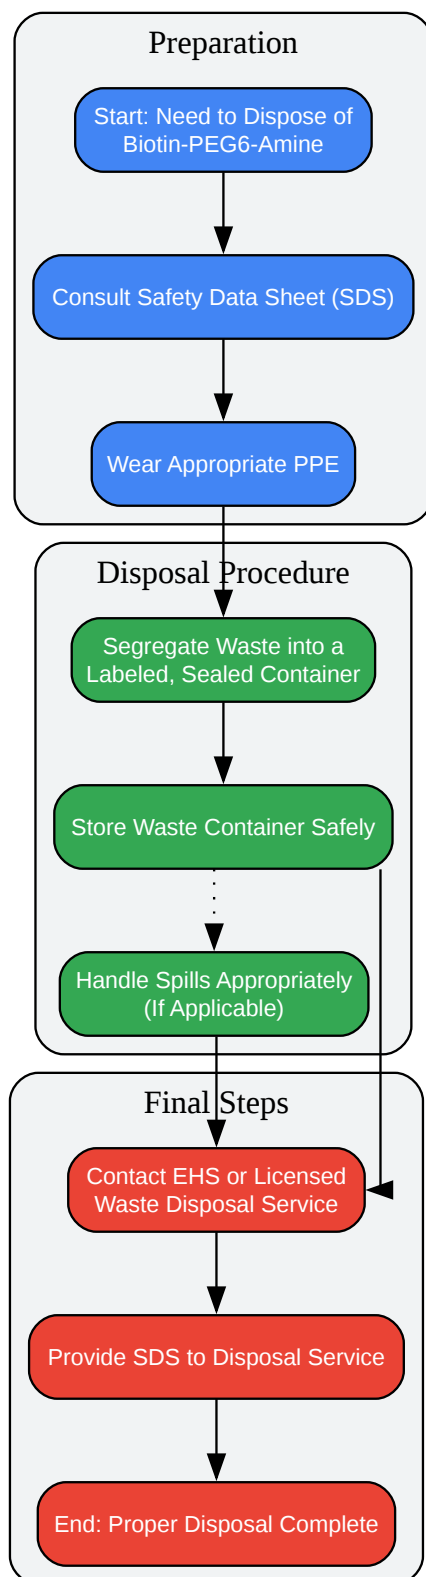 Preparation
Start: Need to Dispose of
Biotin-PEG6-Amine
Consult Safety Data Sheet (SDS)
Wear Appropriate PPE
Disposal Procedure
Segregate Waste into a
Labeled, Sealed Container
Store Waste Container Safely
Handle Spills Appropriately
(If Applicable)
Final Steps
Contact EHS or Licensed
Waste Disposal Service
Provide SDS to Disposal Service
End: Proper Disposal Complete